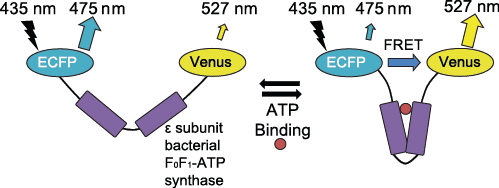 435 nm 475 nm
527 nm
ECFP
Venus
ε subunit
bacterial
F₀F₁-ATP
synthase
ATP
Binding
435 nm 475 nm
527 nm
FRET
ECFP
Venus